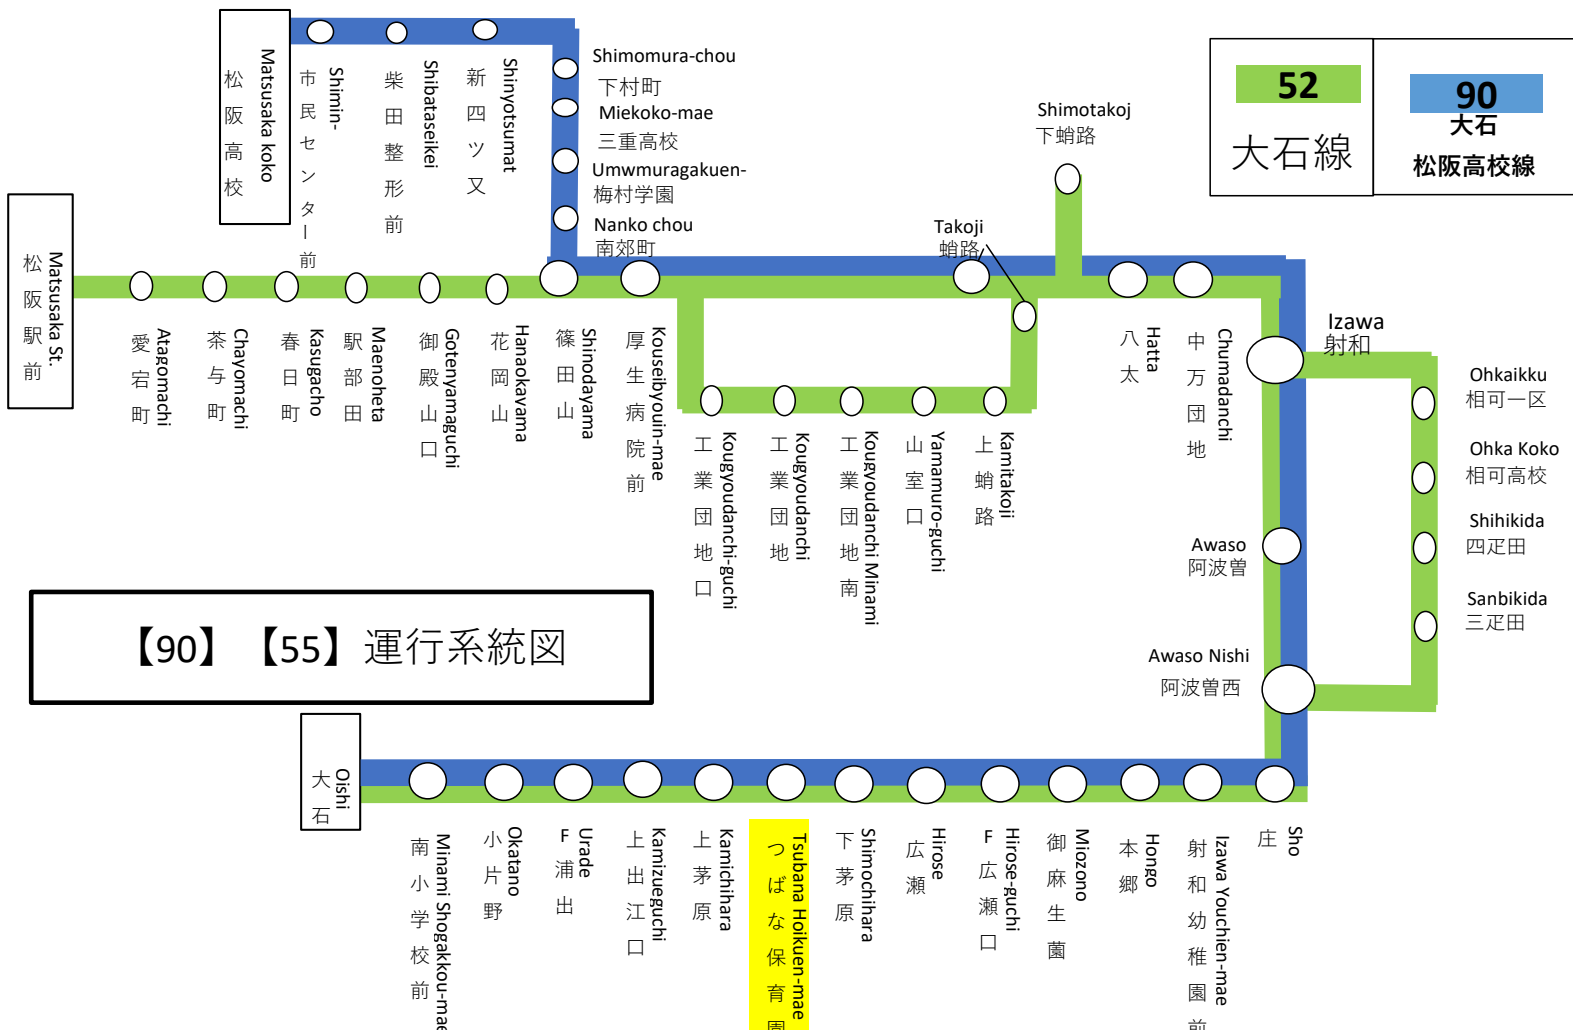 Matsusaka koko
松阪高校
Shimin-
市民センター前
Shibataseikei
柴田整形前
Shinyotsumat
新四ツ又
Shimomura-chou
下村町
Miekoko-mae
三重高校
Umwmuragakuen-
梅村学園
Nanko chou
南郊町
Shimotakoj
下蛸路
Takoji
蛸路
52
大石線
90
大石
松阪高校線
Matsusaka St.
松阪駅前
Atagomachi
愛宕町
Chayomachi
茶与町
Kasugacho
春日町
Maenoheta
駅部田
Gotenyamaguchi
御殿山口
Hanaokayama
花岡山
Shinodayama
篠田山
Kouseibyouin-mae
厚生病院前
Kougyoudanchi-guchi
工業団地口
Kougyoudanchi
工業団地
Kougyoudanchi Minami
工業団地南
Yamamuro-guchi
山室口
Kamitakoji
上蛸路
Hatta
八太
Chumadanchi
中万団地
Izawa
射和
Ohkaikku
相可一区
Ohka Koko
相可高校
Shihikida
四疋田
Sanbikida
三疋田
Awaso
阿波曽
Awaso Nishi
阿波曽西
【90】【55】運行系統図
Oishi
大石
Minami Shogakkou-mae
南小学校前
Okatano
小片野
Urade
F浦出
Kamizueguchi
上出江口
Kamichihara
上茅原
Tsubana Hoikuen-mae
つばな保育園
Shimochihara
下茅原
Hirose
広瀬
Hirose-guchi
F広瀬口
Miozono
御麻生薗
Hongo
本郷
Izawa Youchien-mae
射和幼稚園前
Sho
庄